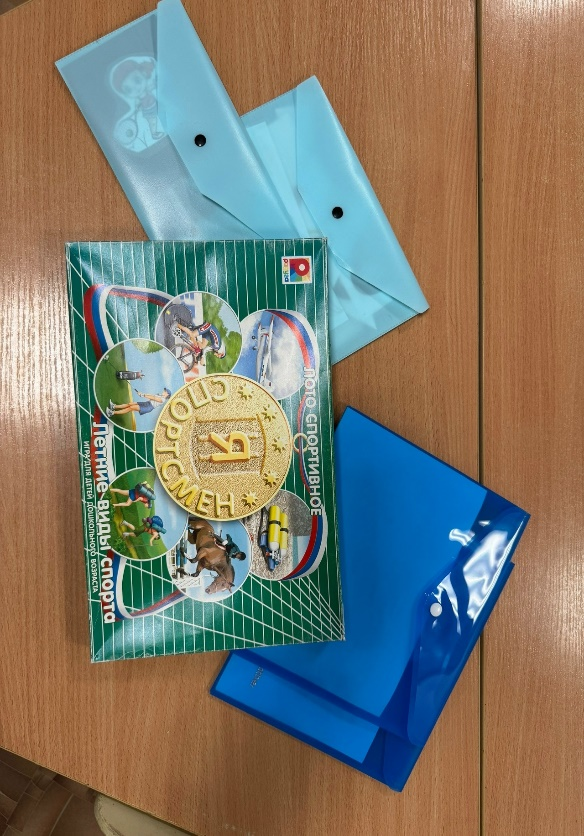 ЛОТО СПОРТИВНОЕ
СПОРТСМЕН
Я
Летние виды спорта
ИГРА ДЛЯ ДЕТЕЙ ДОШКОЛЬНОГО ВОЗРАСТА